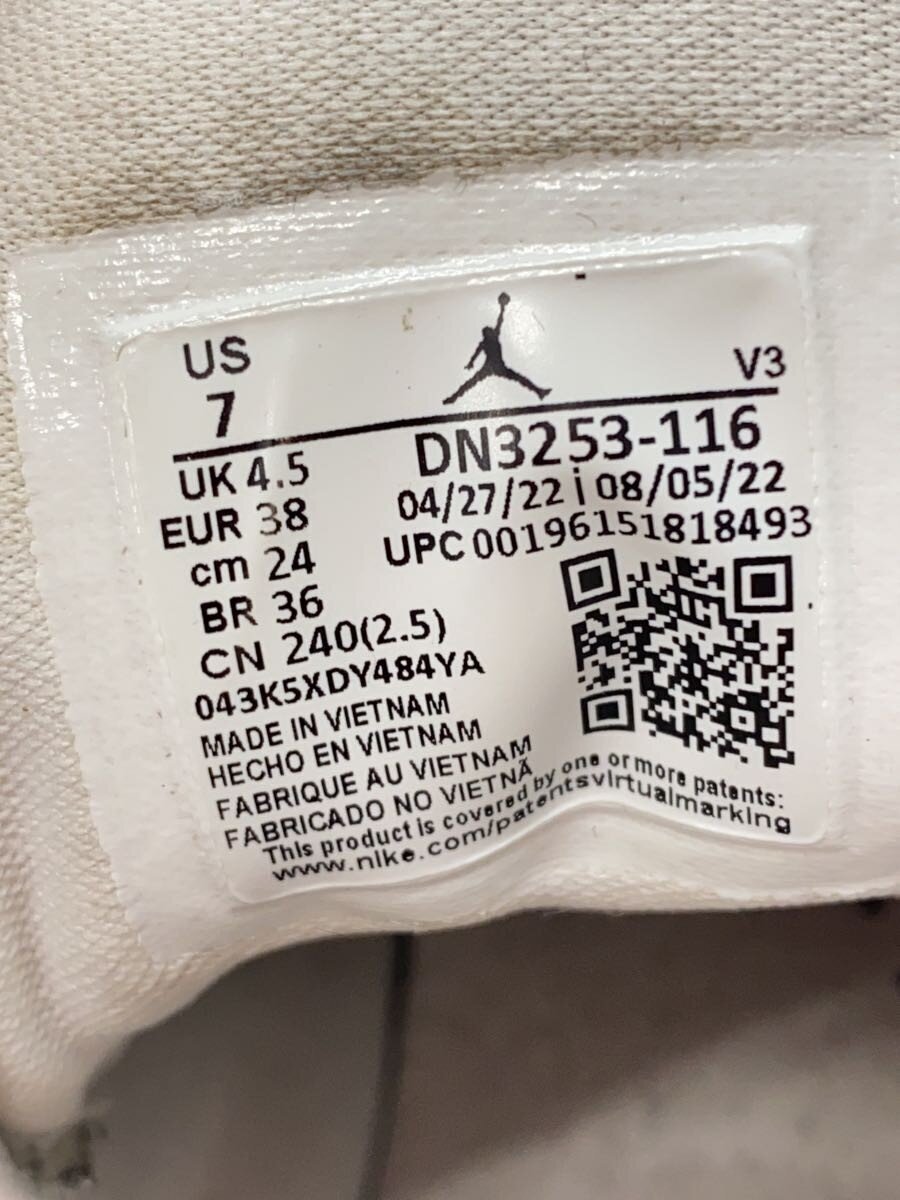 US
7
V3
UK 4.5
EUR 38
cm 24
BR 36
CN 240(2.5)
DN3253-116
04/27/22 i 08/05/22
UPC 00196151818493
043K5XDY484YA
MADE IN VIETNAM
HECHO EN VIETNAM
FABRIQUE AU VIETNAM
FABRICADO NO VIETNÃ
This product is covered by one or more patents:
www.nike.com/patentsvirtualmarking